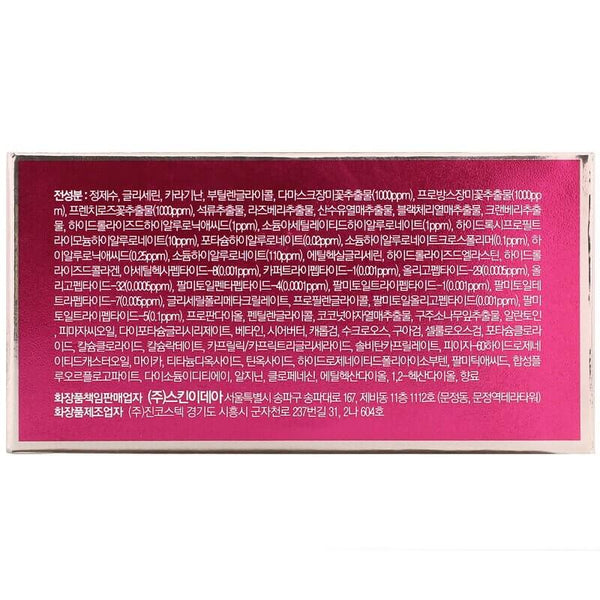 전성분 : 정제수, 글리세린, 카라기난, 부틸렌글라이콜, 다마스크장미꽃추출물(1000ppm), 프로방스장미꽃추출물(1000pp
m), 프렌치로즈꽃추출물(1000ppm), 석류추출물, 라즈베리추출물, 산수유열매추출물, 블랙체리열매추출물, 크랜베리추출
물, 하이드롤라이즈드하이알루로닉애씨드(1ppm), 소듐아세틸레이티드하이알루로네이트(1ppm), 하이드록시프로필트
라이모늄하이알루로네이트(10ppm), 포타슘하이알루로네이트(0.02ppm), 소듐하이알루로네이트크로스폴리머(0.1ppm), 하
이알루로닉애씨드(0.25ppm), 소듐하이알루로네이트(110ppm), 에틸헥실글리세린, 하이드롤라이즈드엘라스틴, 하이드롤
라이즈드콜라겐, 아세틸헥사펩타이드-8(0.001ppm), 카퍼트라이펩타이드-1(0.001ppm), 올리고펩타이드-29(0.0005ppm), 올
리고펩타이드-32(0.0005ppm), 팔미토일펜타펩타이드-4(0.0001ppm), 팔미토일트라이펩타이드-1(0.001ppm), 팔미토일테
트라펩타이드-7(0.005ppm), 글리세릴폴리메타크릴레이트, 프로필렌글라이콜, 팔미토일올리고펩타이드(0.001ppm), 팔미
토일트라이펩타이드-5(0.1ppm), 프로판다이올, 펜틸렌글라이콜, 코코넛야자열매추출물, 구주소나무잎추출물, 알란토인
, 피마자씨오일, 다이포타슘글리시리제이트, 베타인, 시어버터, 캐롭검, 수크로오스, 구아검, 셀룰로오스검, 포타슘클로라
이드, 칼슘클로라이드, 칼슘락테이트, 카프릴릭/카프릭트리글리세라이드, 솔비탄카프릴레이트, 피이지-60하이드로제네
이티드캐스터오일, 마이카, 티타늄디옥사이드, 틴옥사이드, 하이드로제네이티드폴리아이소부텐, 팔미틱애씨드, 합성플
루오르플로고파이트, 다이소듐이디티에이, 알지닌, 클로페네신, 에틸헥산다이올, 1,2-헥산다이올, 향료
화장품책임판매업자 (주)스킨이데아 서울특별시 송파구 송파대로 167, 제비동 11층 1112호 (문정동, 문정역테라타워)
화장품제조업자 (주)진코스텍 경기도 시흥시 군자천로 237번길 31, 2나 604호